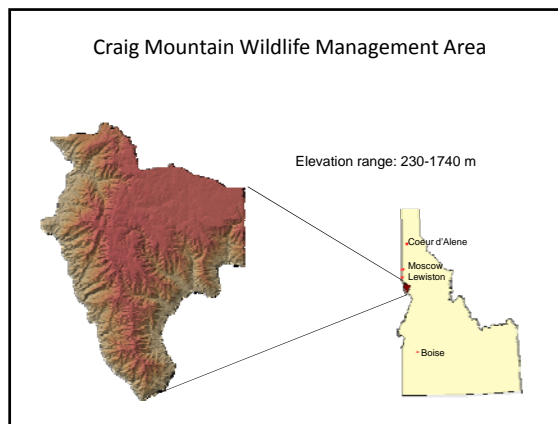 Craig Mountain Wildlife Management Area
Elevation range: 230-1740 m
Coeur d'Alene
Moscow
Lewiston
Boise